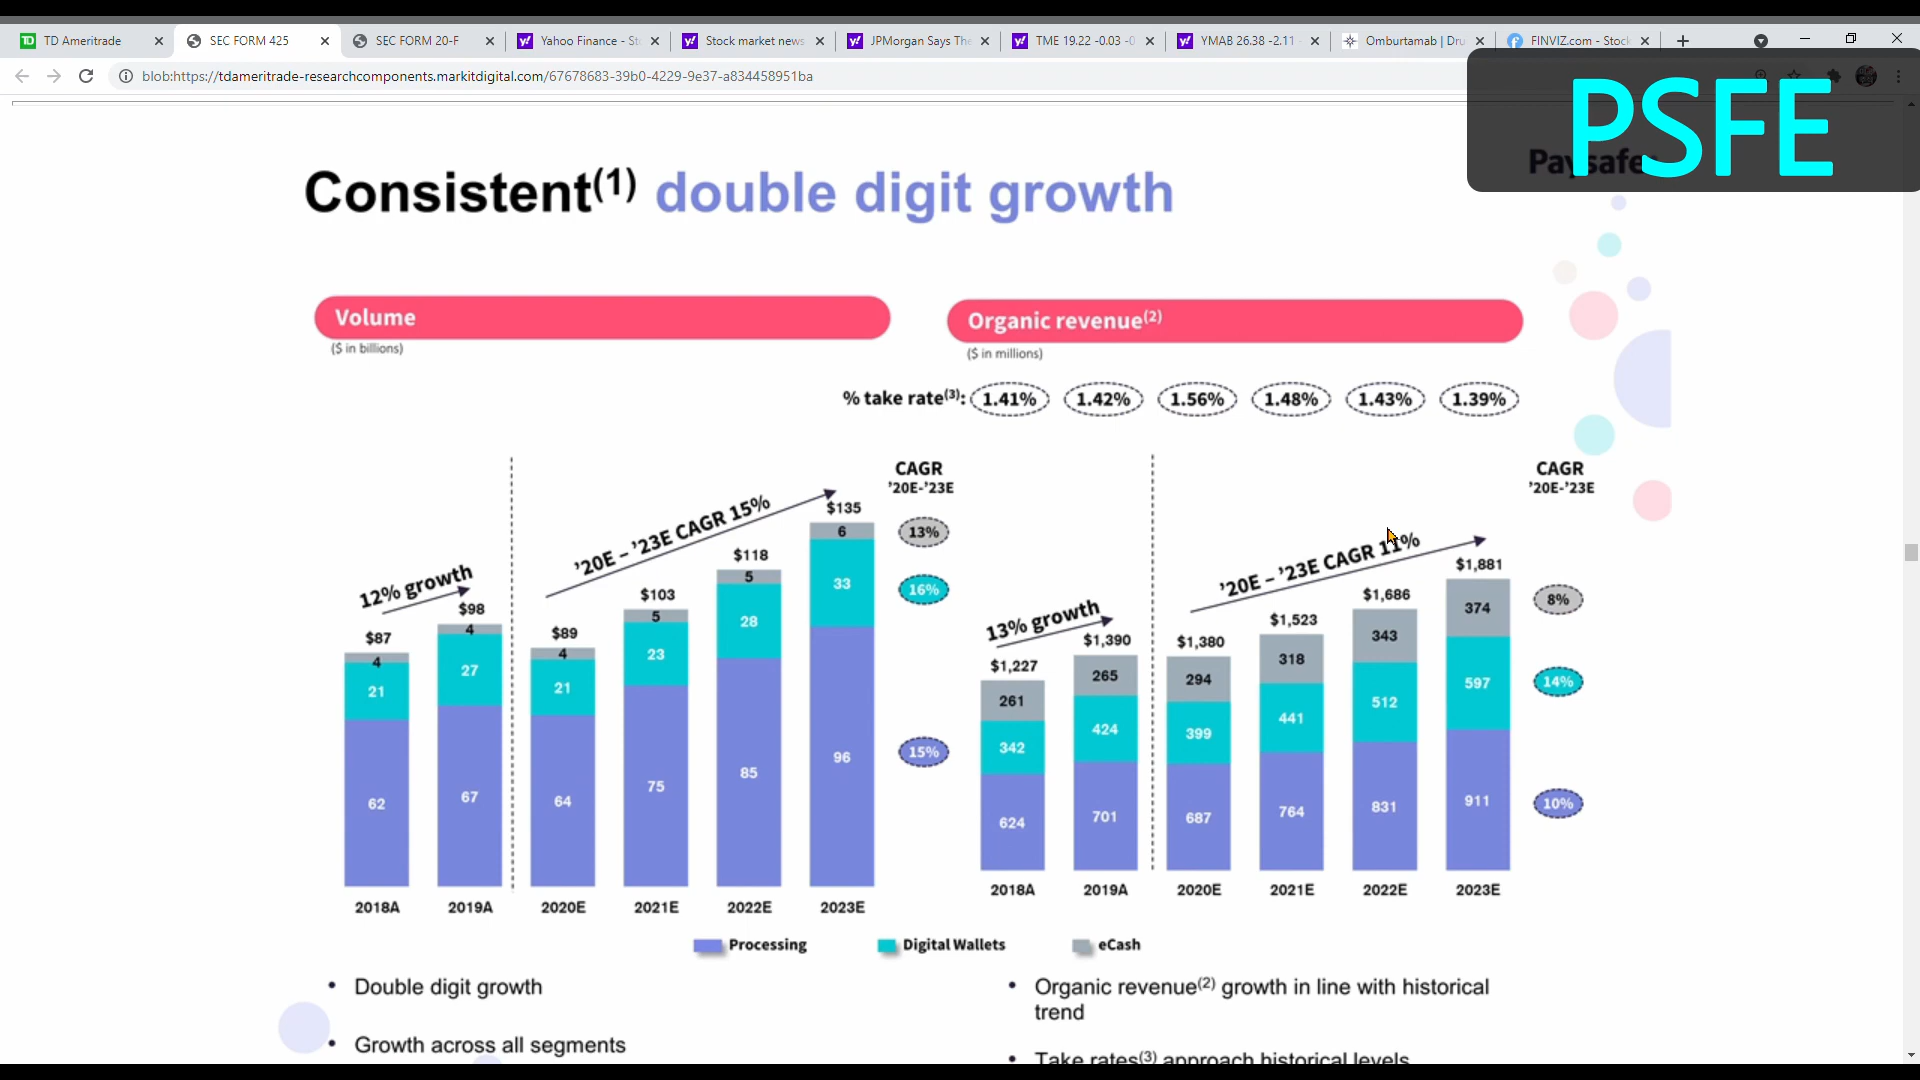 TD Ameritrade
SEC FORM 425
SEC FORM 20-F
Yahoo Finance - St
Stock market news
JPMorgan Says The
TME 19.22 -0.03 -0
YMAB 26.38 -2.11
Omburtamab | Dru
FINVIZ.com - Stock
blob:https://tdameritrade-researchcomponents.markitdigital.com/67678683-39b0-4229-9e37-a834458951ba
PSFE
Paysafe
Consistent(1) double digit growth
Volume
($ in billions)
Organic revenue(2)
($ in millions)
% take rate(3): 1.41% 1.42% 1.56% 1.48% 1.43% 1.39%
CAGR
'20E-'23E
12% growth
'20E – '23E CAGR 15%
$87 $98 $89 $103 $118 $135
4 4 4 5 5 6
21 27 21 23 28 33
62 67 64 75 85 96
13%
16%
15%
2018A 2019A 2020E 2021E 2022E 2023E
CAGR
'20E-'23E
13% growth
'20E – '23E CAGR 11%
$1,227 $1,390 $1,380 $1,523 $1,686 $1,881
261 265 294 318 343 374
342 424 399 441 512 597
624 701 687 764 831 911
8%
14%
10%
2018A 2019A 2020E 2021E 2022E 2023E
Processing Digital Wallets eCash
• Double digit growth
• Growth across all segments
• Organic revenue(2) growth in line with historical
trend
• Take rates(3) approach historical levels